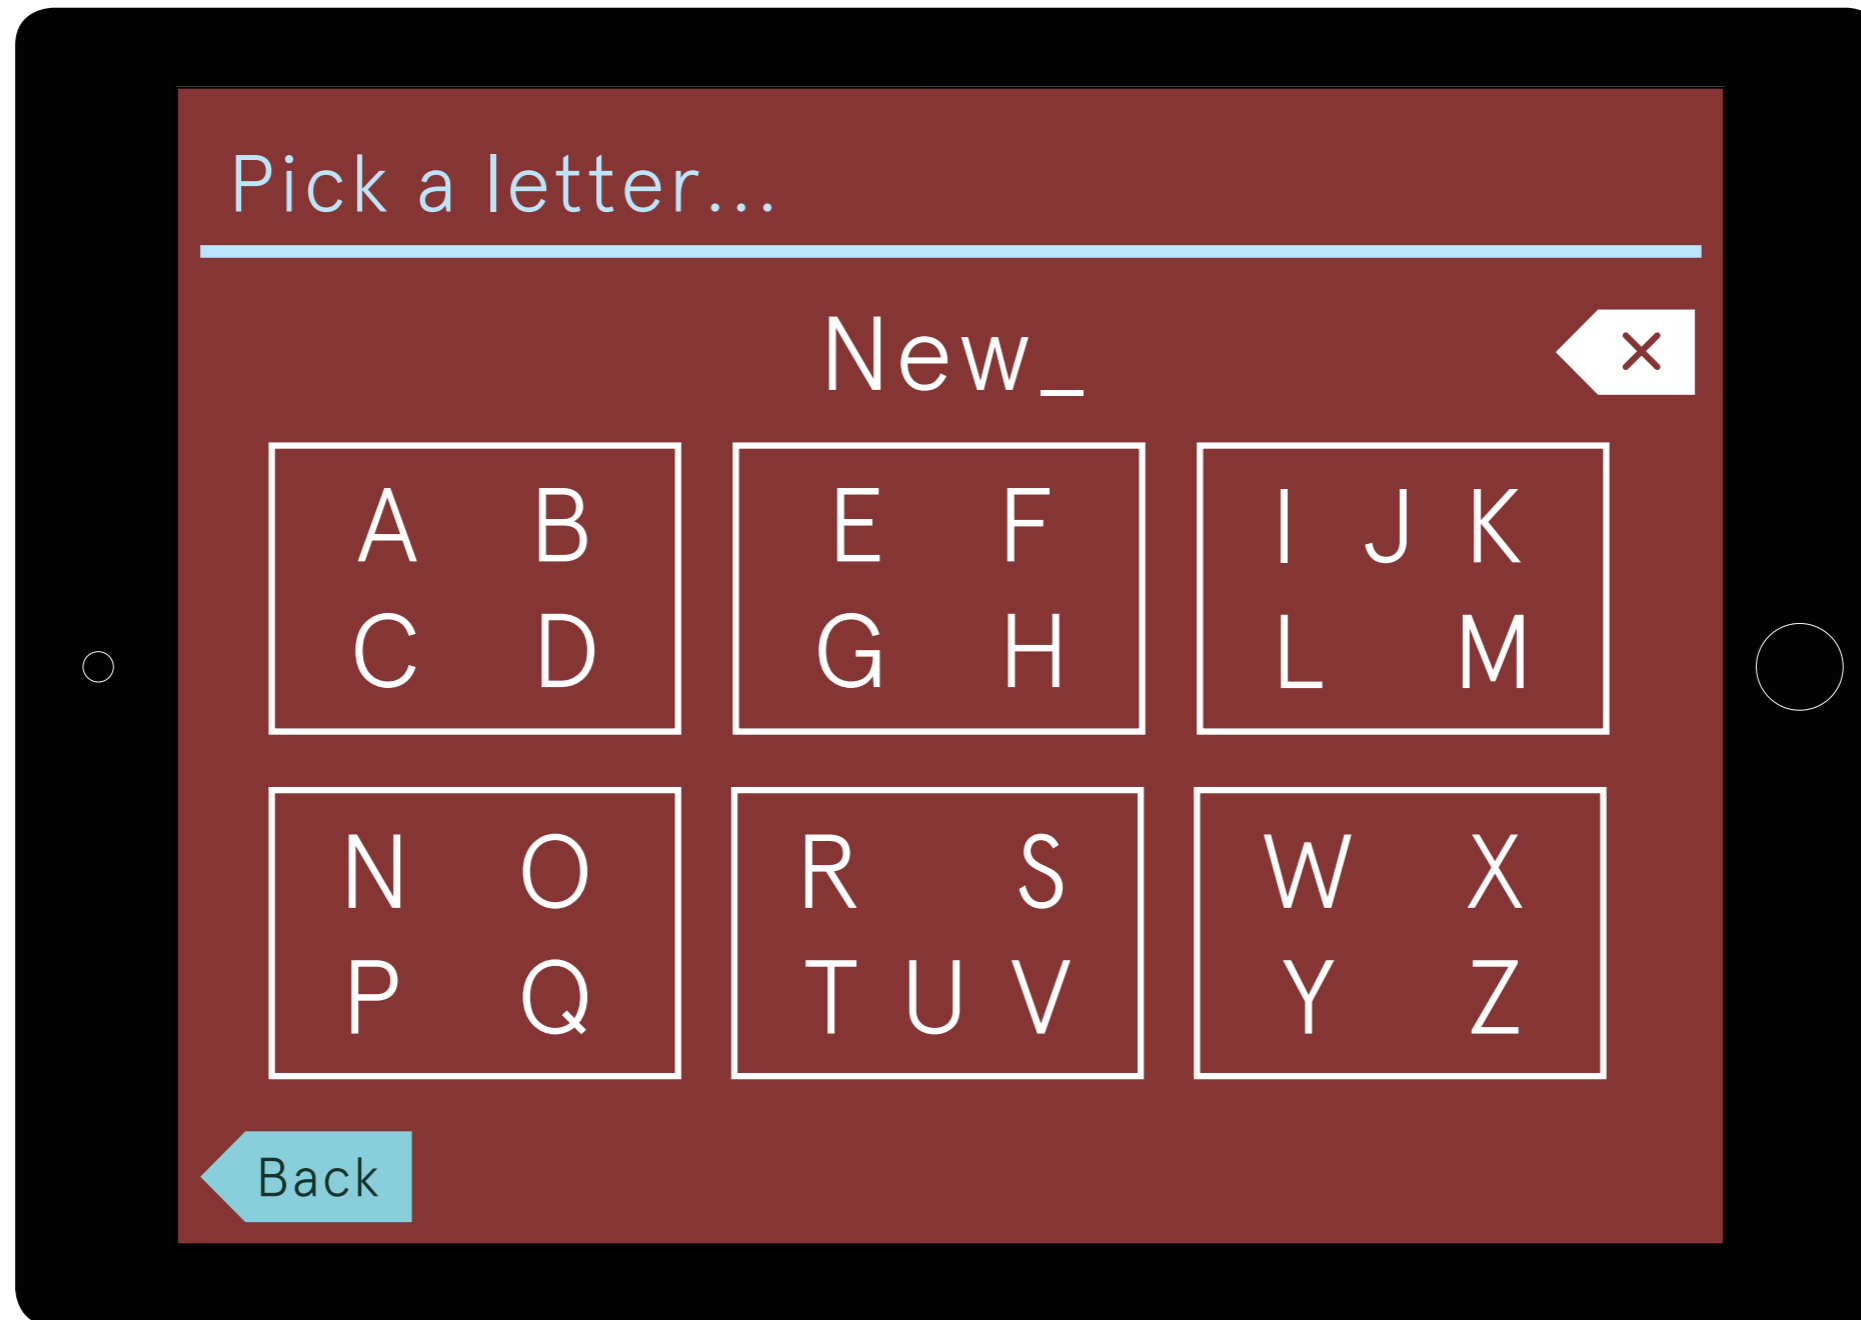 Pick a letter...
New_
A B
C D
E F
G H
I J K
L M
N O
P Q
R S
T U V
W X
Y Z
Back